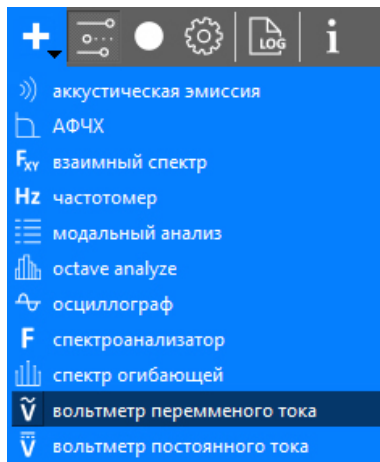 LOG
i
аккустическая эмиссия
АФЧХ
Fxy взаимный спектр
Hz частотомер
модальный анализ
octave analyze
осциллограф
F спектроанализатор
спектр огибающей
Ṽ вольтметр перемменого тока
V вольтметр постоянного тока